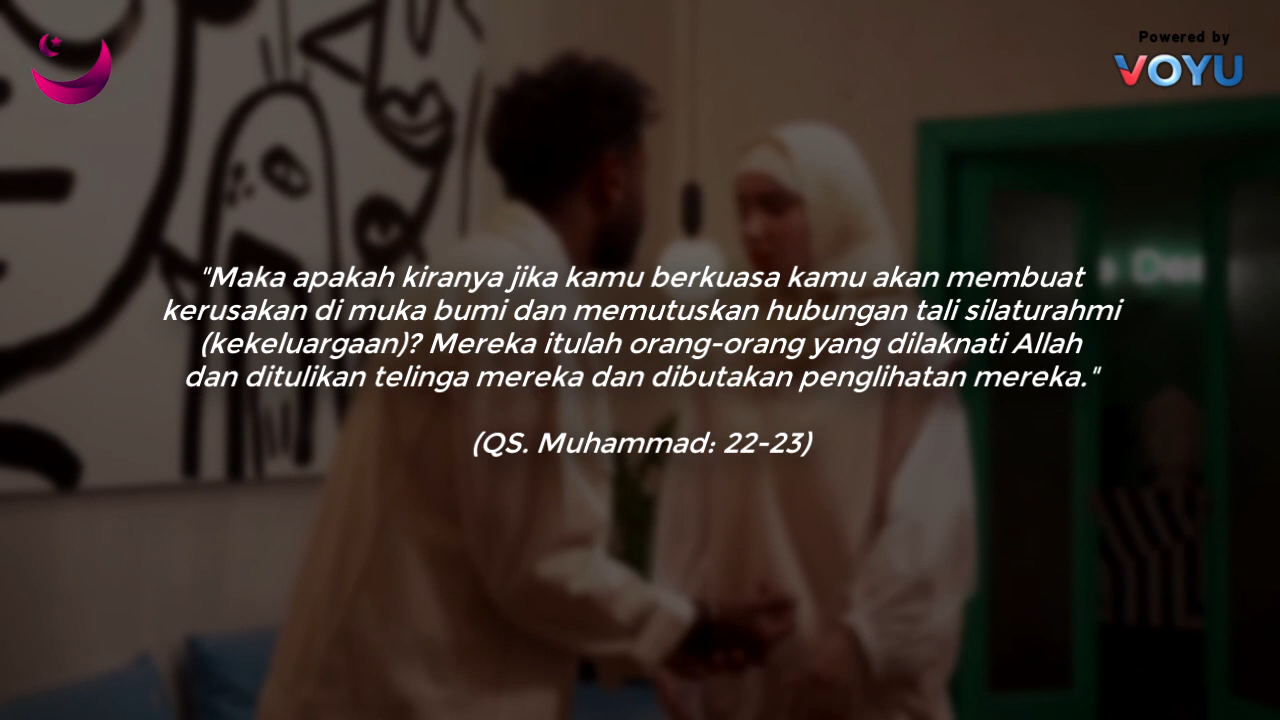 Powered by
VOYU
"Maka apakah kiranya jika kamu berkuasa kamu akan membuat
kerusakan di muka bumi dan memutuskan hubungan tali silaturahmi
(kekeluargaan)? Mereka itulah orang-orang yang dilaknati Allah
dan ditulikan telinga mereka dan dibutakan penglihatan mereka."
(QS. Muhammad: 22-23)